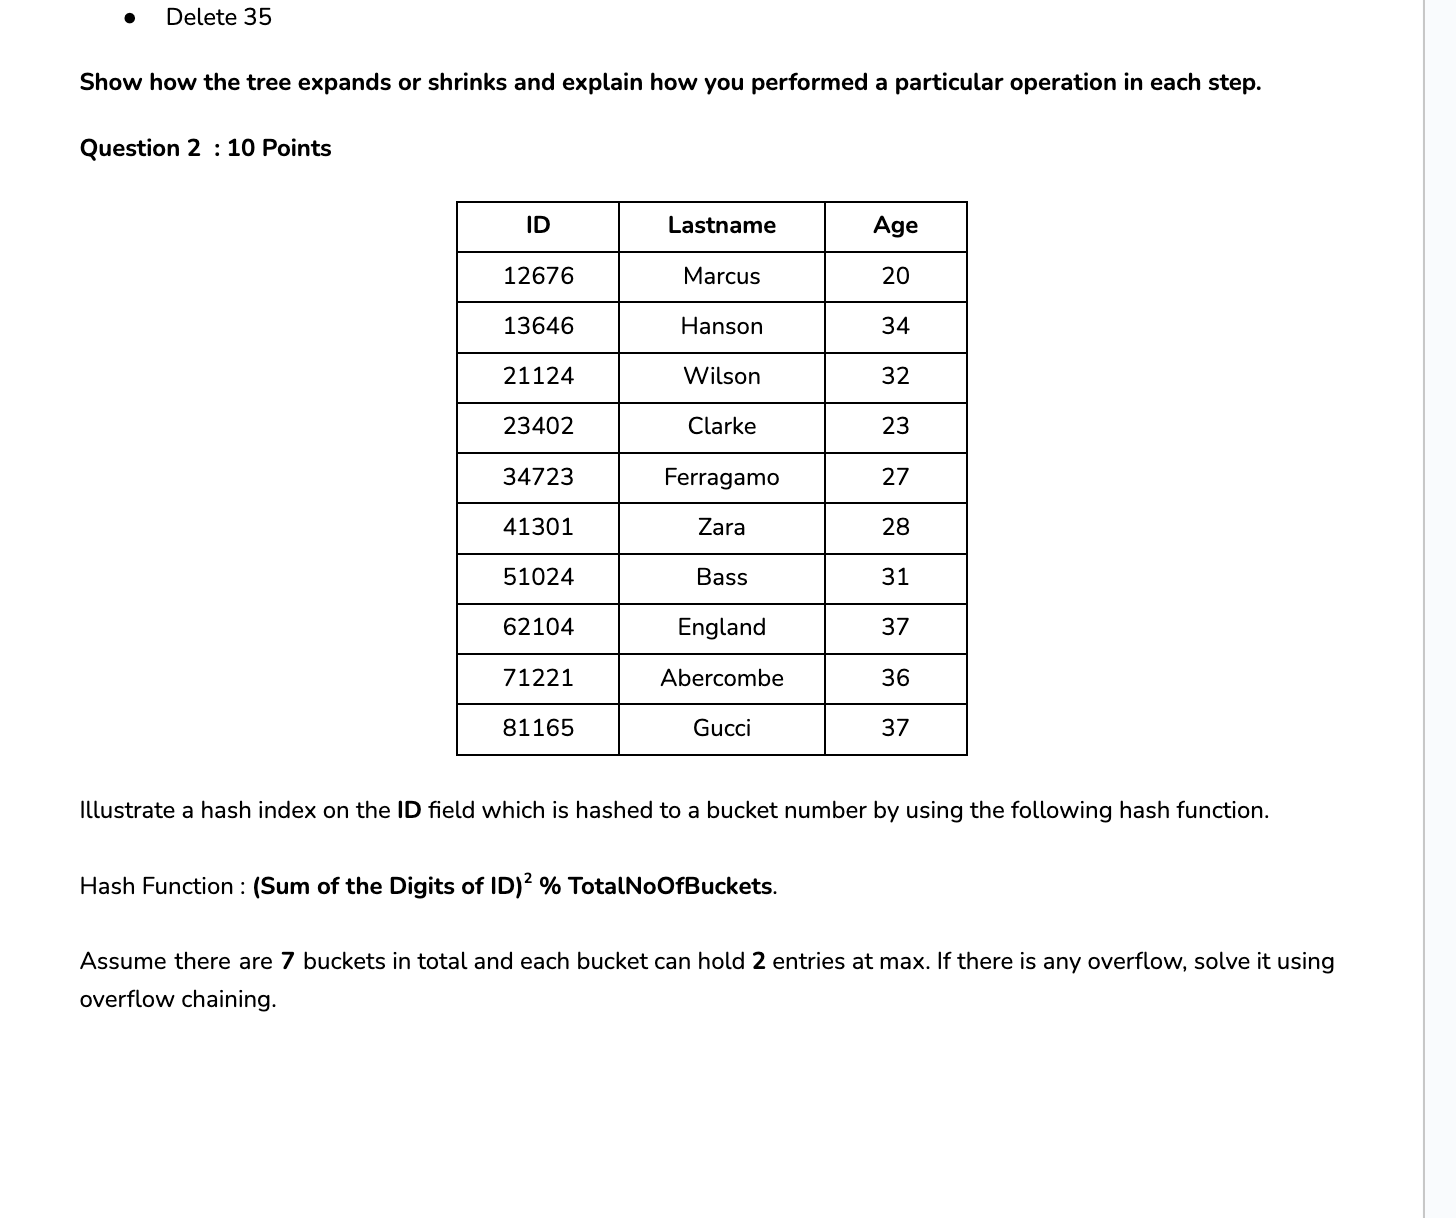 ● Delete 35
Show how the tree expands or shrinks and explain how you performed a particular operation in each step.
Question 2 : 10 Points
ID Lastname Age
12676 Marcus 20
13646 Hanson 34
21124 Wilson 32
23402 Clarke 23
34723 Ferragamo 27
41301 Zara 28
51024 Bass 31
62104 England 37
71221 Abercombe 36
81165 Gucci 37
Illustrate a hash index on the ID field which is hashed to a bucket number by using the following hash function.
Hash Function : (Sum of the Digits of ID)² % TotalNoOfBuckets.
Assume there are 7 buckets in total and each bucket can hold 2 entries at max. If there is any overflow, solve it using
overflow chaining.